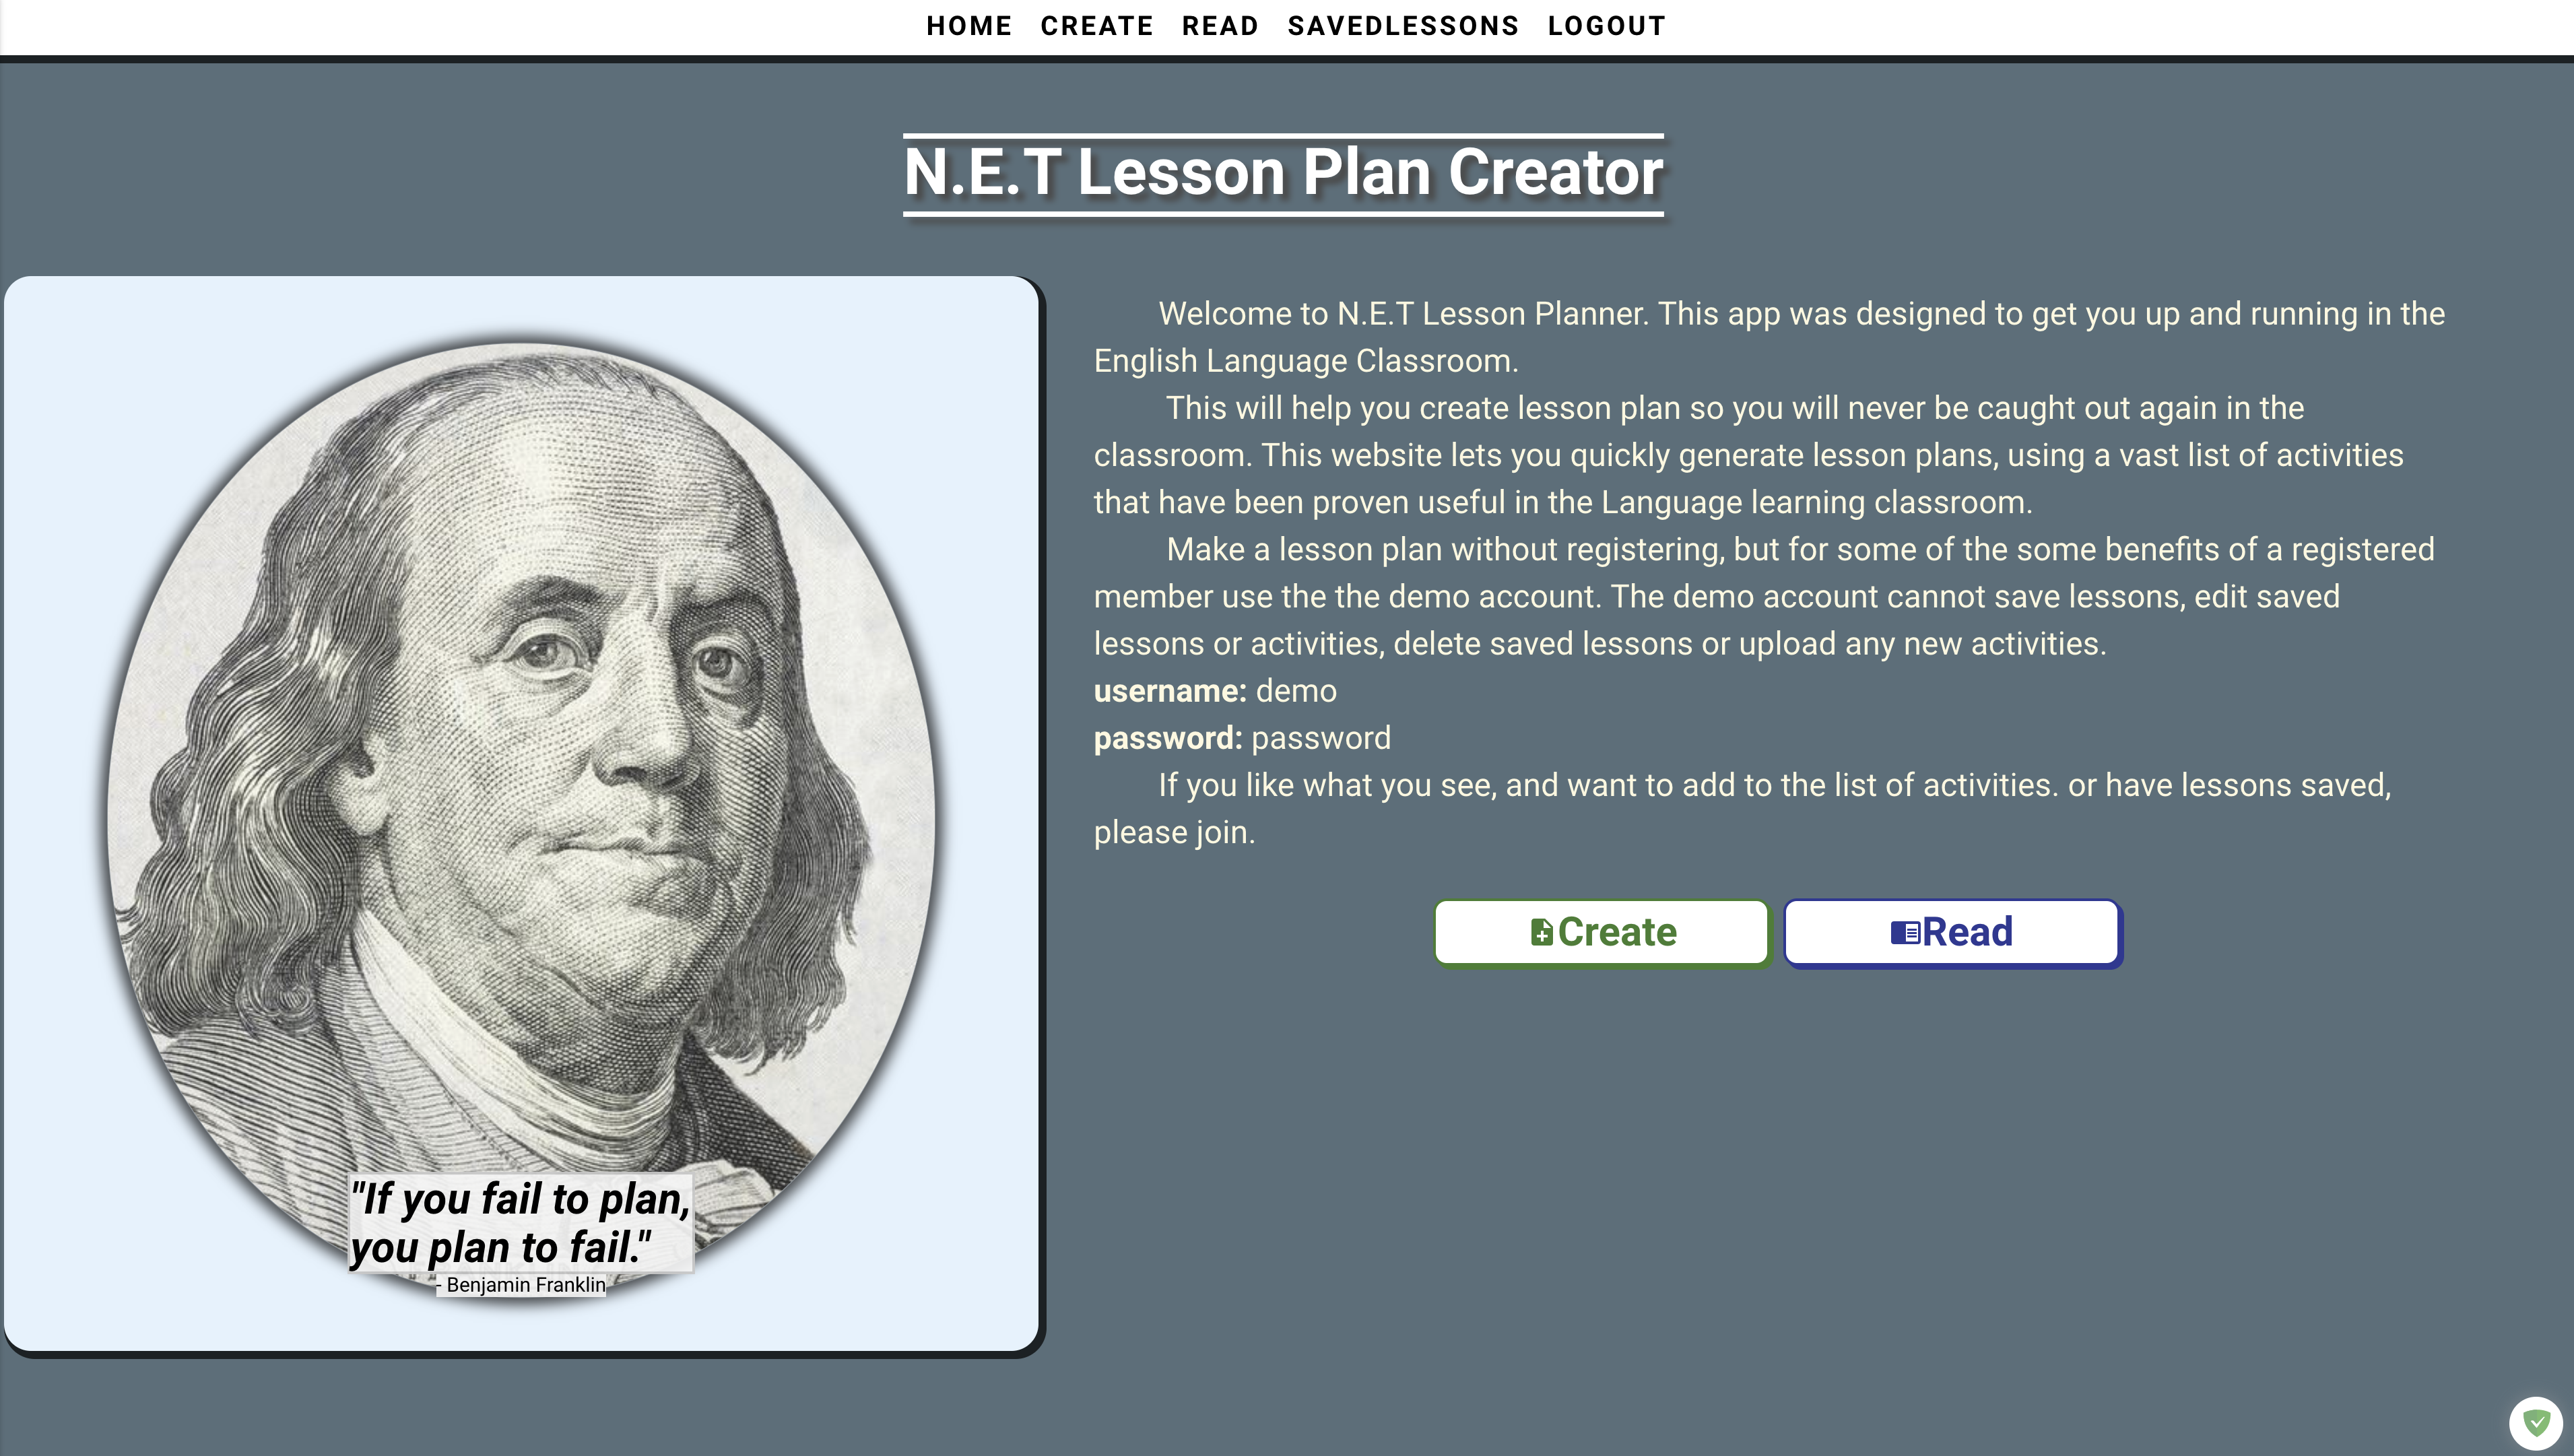 HOME CREATE READ SAVEDLESSONS LOGOUT
N.E.T Lesson Plan Creator
Welcome to N.E.T Lesson Planner. This app was designed to get you up and running in the
English Language Classroom.
This will help you create lesson plan so you will never be caught out again in the
classroom. This website lets you quickly generate lesson plans, using a vast list of activities
that have been proven useful in the Language learning classroom.
Make a lesson plan without registering, but for some of the some benefits of a registered
member use the the demo account. The demo account cannot save lessons, edit saved
lessons or activities, delete saved lessons or upload any new activities.
username: demo
password: password
If you like what you see, and want to add to the list of activities. or have lessons saved,
please join.
Create Read
"If you fail to plan,
you plan to fail."
- Benjamin Franklin